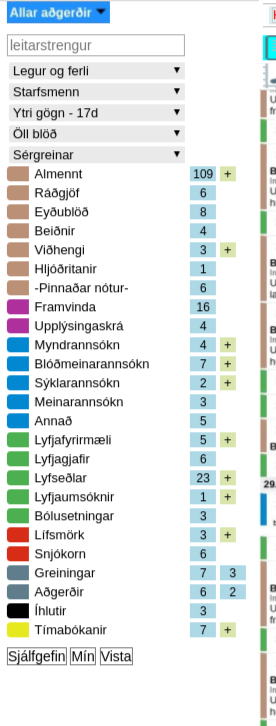 Allar aðgerðir
leitarstrengur
Legur og ferli
Starfsmenn
Ytri gögn - 17d
Öll blöð
Sérgreinar
Almennt 109 +
Ráðgjöf 6
Eyðublöð 8
Beiðnir 4
Viðhengi 3 +
Hljóðritanir 1
-Pinnaðar nótur- 6
Framvinda 16
Upplýsingaskrá 4
Myndrannsókn 4 +
Blóðmeinarannsókn 7 +
Sýklarannsókn 2 +
Meinarannsókn 3
Annað 5
Lyfjafyrirmæli 5 +
Lyfjagjafir 6
Lyfseðlar 23 +
Lyfjaumsóknir 1 +
Bólusetningar 3
Lífsmörk 3 +
Snjókorn 6
Greiningar 7 3
Aðgerðir 6 2
Íhlutir 3
Tímabókanir 7 +
Sjálfgefin Mín Vista
29.